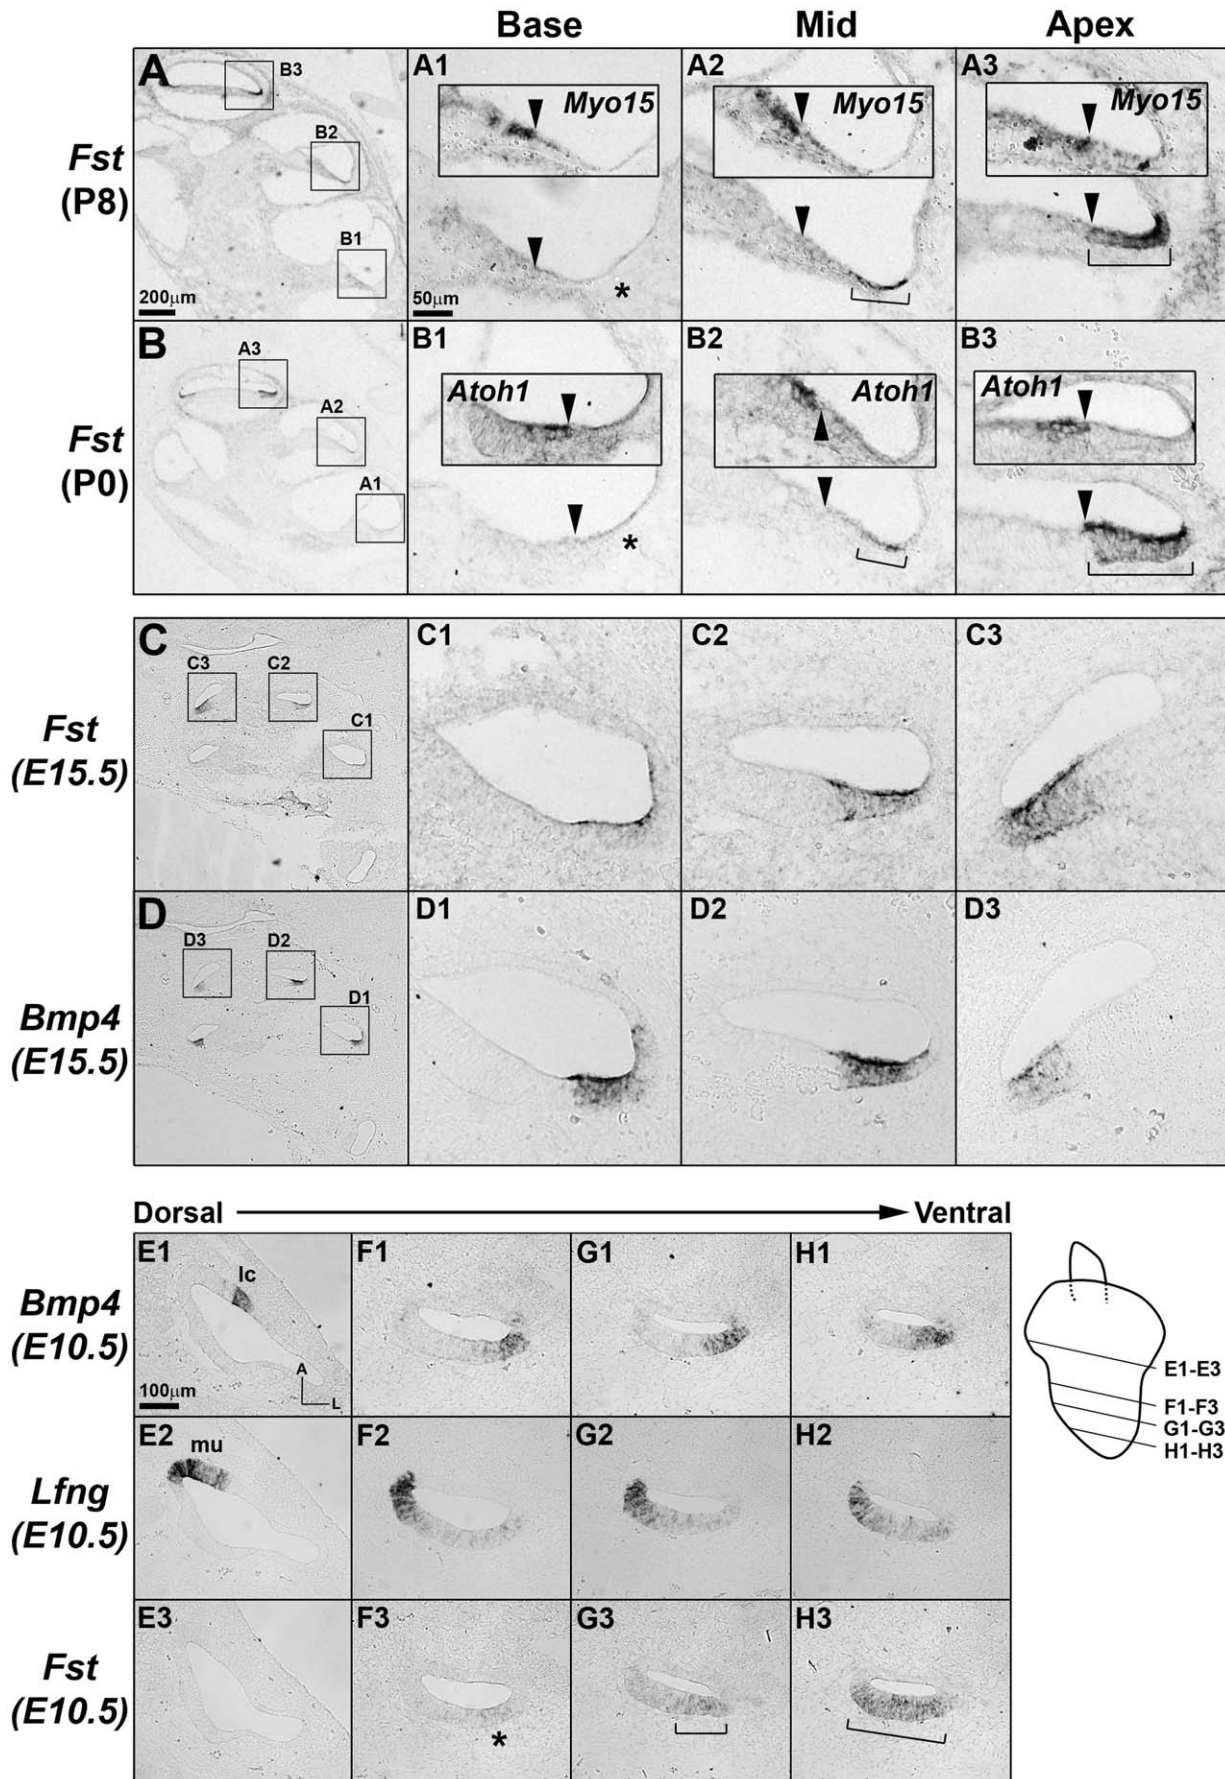 Base Mid Apex
Fst
(P8)
A
B3
B2
B1
200µm
A1
Myo15
*
50µm
A2
Myo15
A3
Myo15
Fst
(P0)
B
A3
A2
A1
B1
Atoh1
*
B2
Atoh1
B3
Atoh1
Fst
(E15.5)
C
C3
C2
C1
C1
C2
C3
Bmp4
(E15.5)
D
D3
D2
D1
D1
D2
D3
Dorsal Ventral
Bmp4
(E10.5)
E1
lc
A
L
100µm
F1
G1
H1
Lfng
(E10.5)
E2
mu
F2
G2
H2
Fst
(E10.5)
E3
F3
*
G3
H3
E1-E3
F1-F3
G1-G3
H1-H3